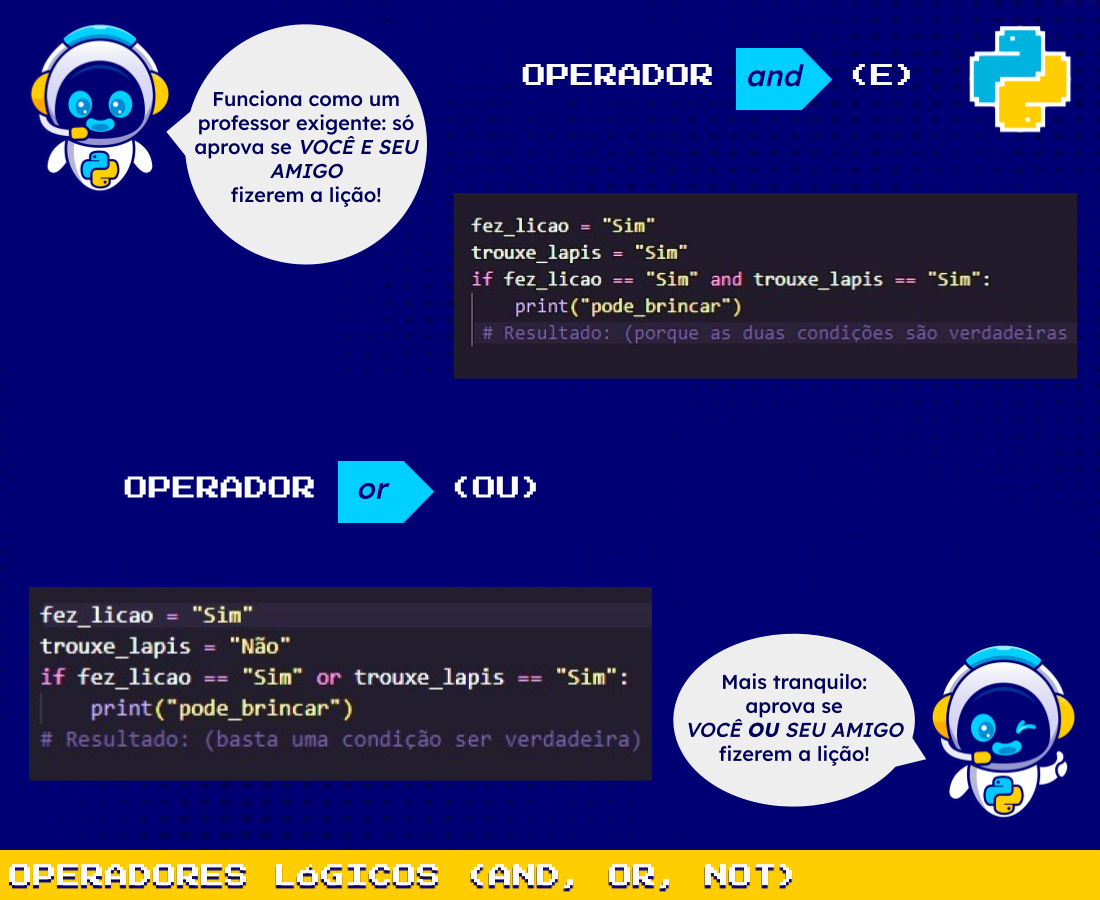 Funciona como um
professor exigente: só
aprova se VOCÊ E SEU
AMIGO
fizerem a lição!
OPERADOR and (E)
fez_licao = "Sim"
trouxe_lapis = "Sim"
if fez_licao == "Sim" and trouxe_lapis == "Sim":
    print("pode_brincar")
# Resultado: (porque as duas condições são verdadeiras
OPERADOR or (OU)
fez_licao = "Sim"
trouxe_lapis = "Não"
if fez_licao == "Sim" or trouxe_lapis == "Sim":
    print("pode_brincar")
# Resultado: (basta uma condição ser verdadeira)
Mais tranquilo:
aprova se
VOCÊ OU SEU AMIGO
fizerem a lição!
OPERADORES LóGICOS (AND, OR, NOT)